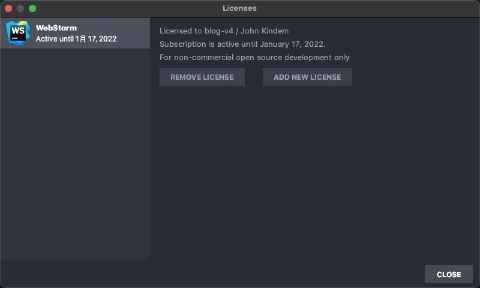 Licenses
WS
WebStorm
Active until 1月 17, 2022
Licensed to blog-v4 / John Kindem
Subscription is active until January 17, 2022.
For non-commercial open source development only
REMOVE LICENSE
ADD NEW LICENSE
CLOSE